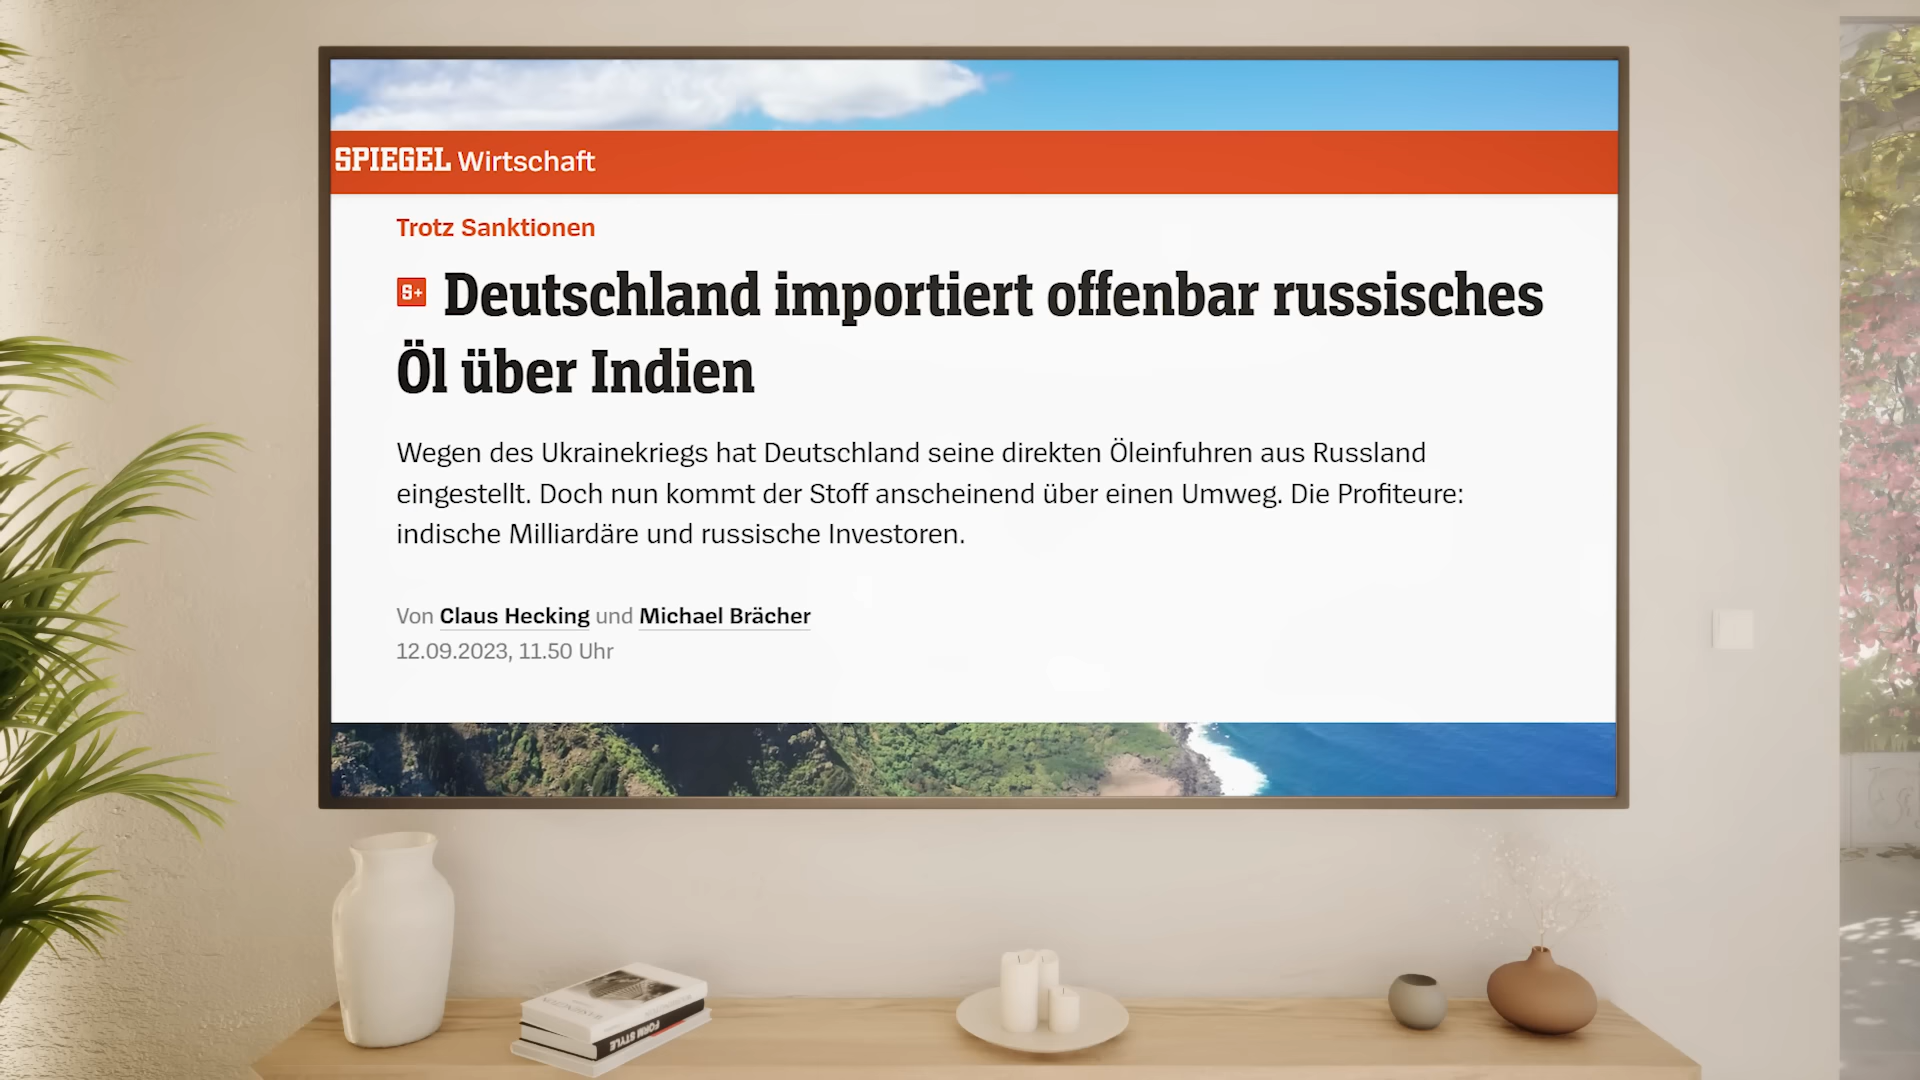 SPIEGEL Wirtschaft
Trotz Sanktionen
S+ Deutschland importiert offenbar russisches
Öl über Indien
Wegen des Ukrainekriegs hat Deutschland seine direkten Öleinfuhren aus Russland
eingestellt. Doch nun kommt der Stoff anscheinend über einen Umweg. Die Profiteure:
indische Milliardäre und russische Investoren.
Von Claus Hecking und Michael Brächer
12.09.2023, 11.50 Uhr
FORM STYLE